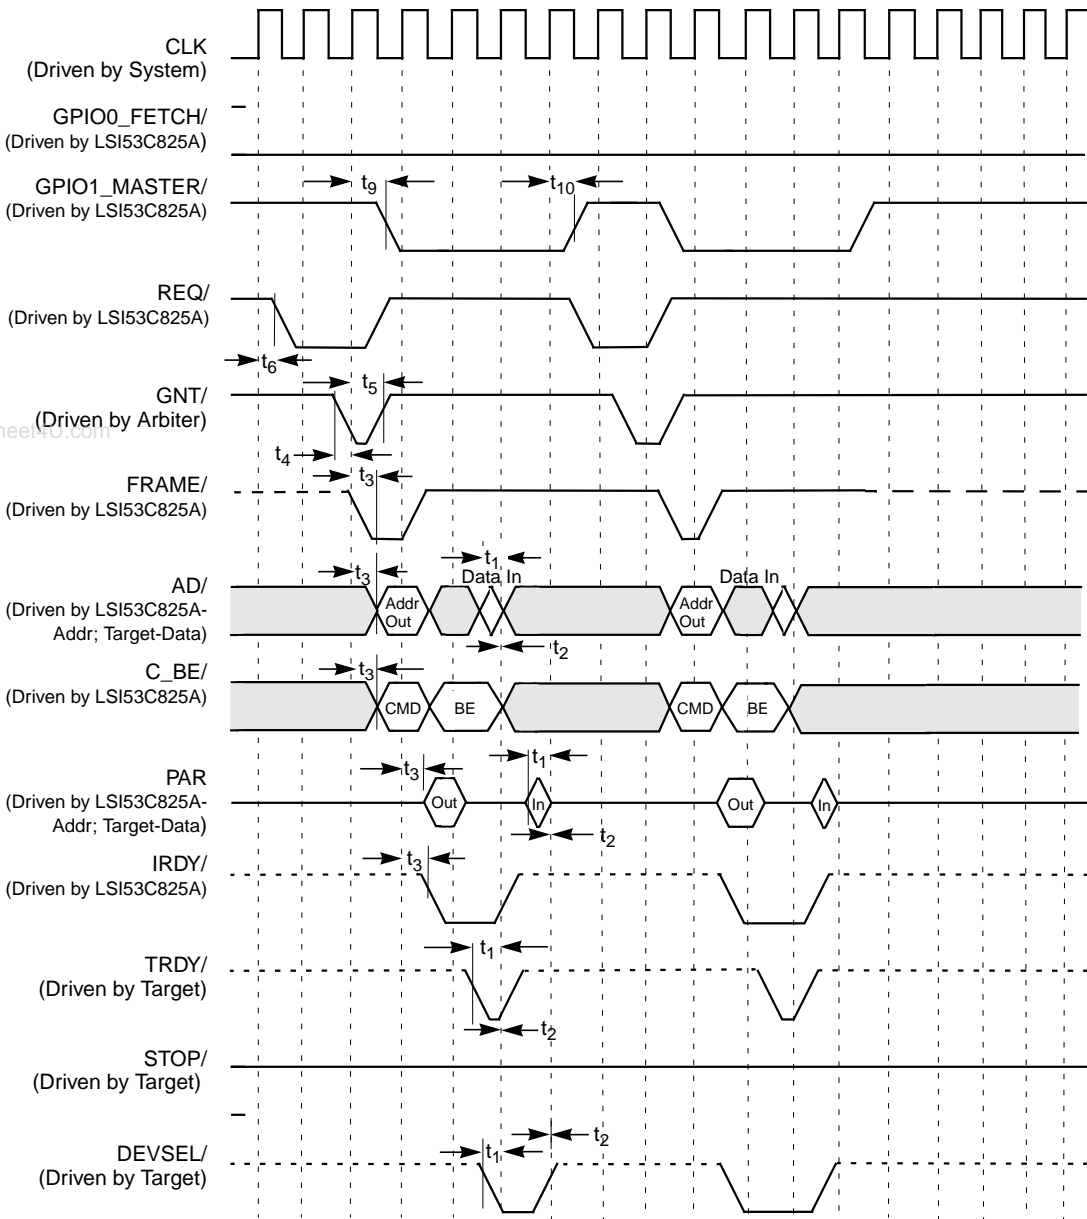 CLK
(Driven by System)
GPIO0_FETCH/
(Driven by LSI53C825A)
GPIO1_MASTER/
(Driven by LSI53C825A)
t9
t10
REQ/
(Driven by LSI53C825A)
t6
GNT/
(Driven by Arbiter)
t5
heet4U.com
t4
FRAME/
(Driven by LSI53C825A)
t3
AD/
(Driven by LSI53C825A-
Addr; Target-Data)
t3
t1
Data In
Data In
Addr
Out
Addr
Out
t2
C_BE/
(Driven by LSI53C825A)
t3
CMD
BE
CMD
BE
PAR
(Driven by LSI53C825A-
Addr; Target-Data)
t3
t1
Out
In
Out
In
t2
IRDY/
(Driven by LSI53C825A)
t3
TRDY/
(Driven by Target)
t1
t2
STOP/
(Driven by Target)
DEVSEL/
(Driven by Target)
t1
t2